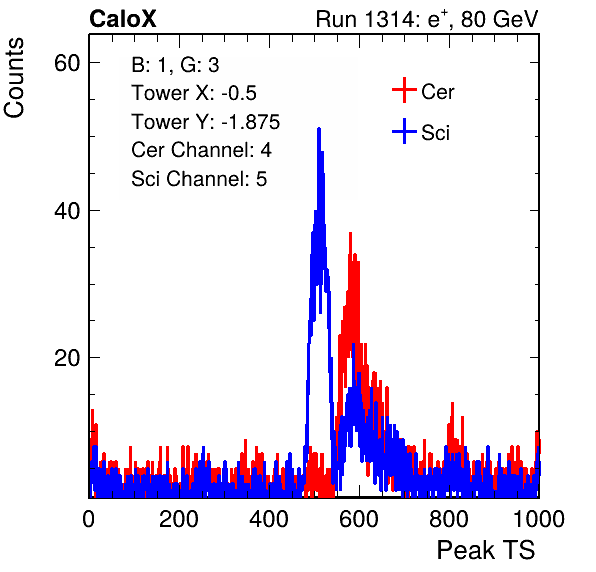 CaloX Run 1314: e⁺, 80 GeV
Counts
60
40
20
B: 1, G: 3
Tower X: -0.5
Tower Y: -1.875
Cer Channel: 4
Sci Channel: 5
Cer
Sci
0 200 400 600 800 1000
Peak TS